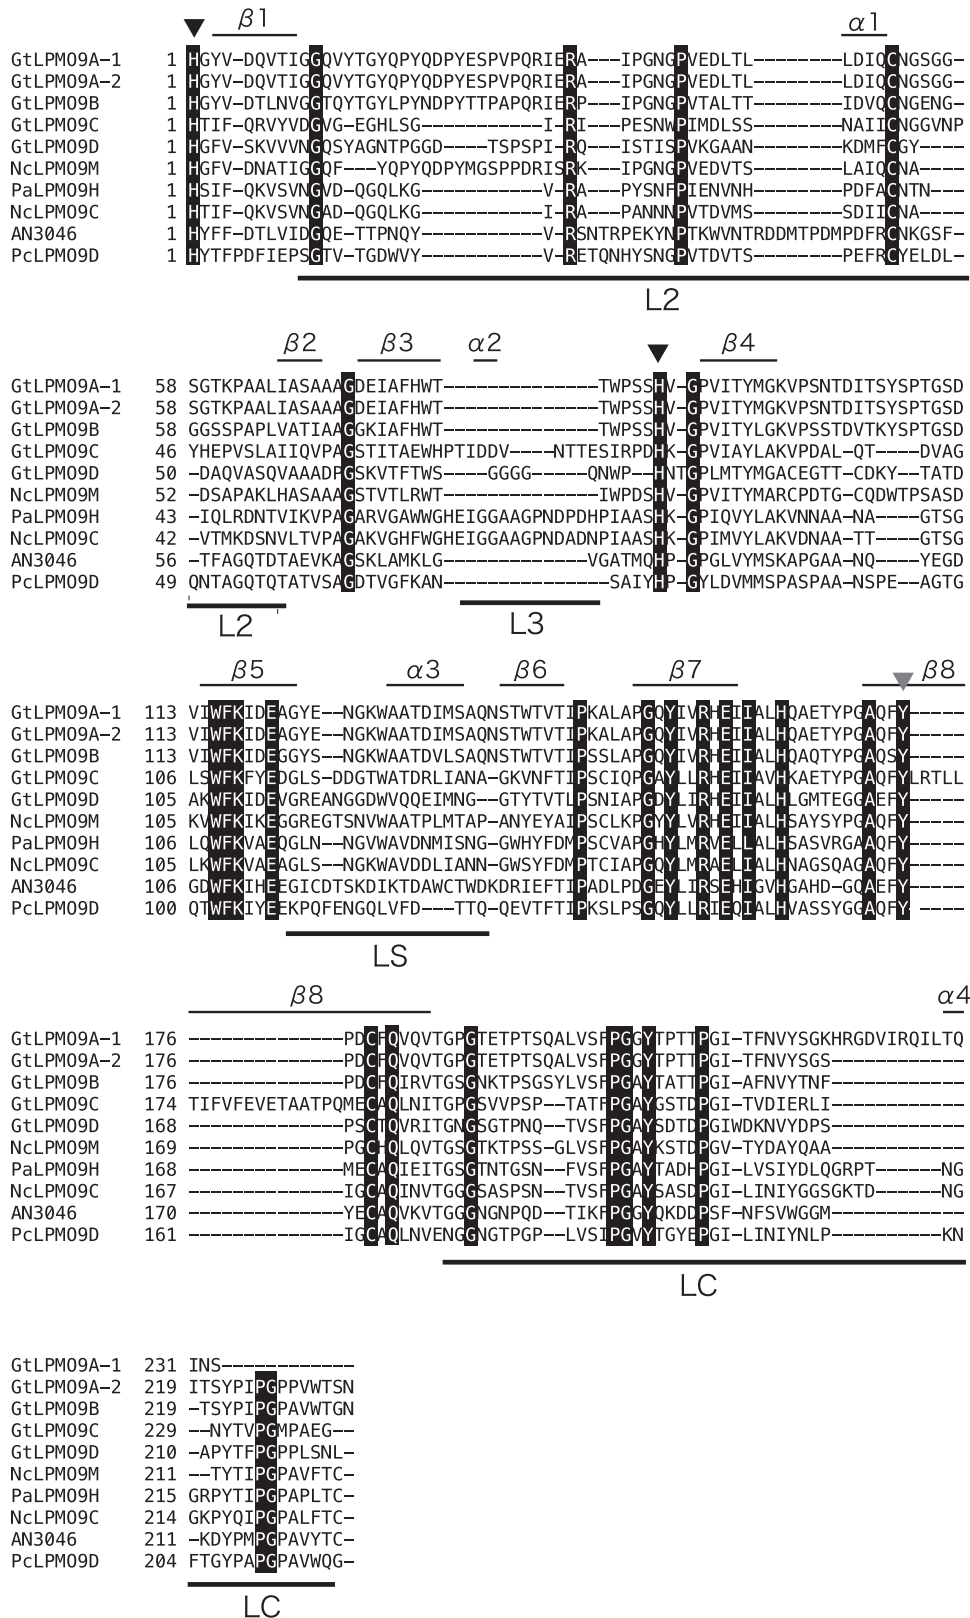 β1 α1
GtLPMO9A-1 1 HGYV-DQVTIGGQVYTGYQPYQDPYESPVPQRIERA---IPGNGPVEDLTL--------LDIQCNGSGG-
GtLPMO9A-2 1 HGYV-DQVTIGGQVYTGYQPYQDPYESPVPQRIERA---IPGNGPVEDLTL--------LDIQCNGSGG-
GtLPMO9B 1 HGYV-DTLNVGGTQYTGYLPYNDPYTTPAPQRIERP---IPGNGPVTALTT--------IDVQCNGENG-
GtLPMO9C 1 HTIF-QRVYVDGVG-EGHLSG-----------I-RI---PESNWPIMDLSS--------NAIICNGGVNP
GtLPMO9D 1 HGFV-SKVVVNGQSYAGNTPGGD----TSPSPI-RQ---ISTISPVKGAAN--------KDMFCGY----
NcLPMO9M 1 HGFV-DNATIGGQF---YQPYQDPYMGSPPDRISRK---IPGNGPVEDVTS--------LAIQCNA----
PaLPMO9H 1 HSIF-QKVSVNGVD-QGQLKG-----------V-RA---PYSNFPIENVNH--------PDFACNTN---
NcLPMO9C 1 HTIF-QKVSVNGAD-QGQLKG-----------I-RA---PANNNPVTDVMS--------SDIICNA----
AN3046 1 HYFF-DTLVIDGQE-TTPNQY-----------V-RSNTRPEKYNPTKWVNTRDDMTPDMPDFRCNKGSF-
PcLPMO9D 1 HYTFPDFIEPSGTV-TGDWVY-----------V-RETQNHYSNGPVTDVTS--------PEFRCYELDL-
L2
β2 β3 α2 β4
GtLPMO9A-1 58 SGTKPAALIASAAAGDEIAFHWT--------------TWPSSHV-GPVITYMGKVPSNTDITSYSPTGSD
GtLPMO9A-2 58 SGTKPAALIASAAAGDEIAFHWT--------------TWPSSHV-GPVITYMGKVPSNTDITSYSPTGSD
GtLPMO9B 58 GGSSPAPLVATIAAGGKIAFHWT--------------TWPSSHV-GPVITYLGKVPSSTDVTKYSPTGSD
GtLPMO9C 46 YHEPVSLAIIQVPAGSTITAEWHPTIDDV----NTTESIRPDHK-GPVIAYLAKVPDAL-QT----DVAG
GtLPMO9D 50 -DAQVASQVAAADPGSKVTFTWS----GGGG-----QNWP-HNTGPLMTYMGACEGTT-CDKY--TATD
NcLPMO9M 52 -DSAPAKLHASAAAGSTVTLRWT--------------IWPDSHV-GPVITYMARCPDTG-CQDWTPSASD
PaLPMO9H 43 -IQLRDNTVIKVPAGARVGAWWGHEIGGAAGPNDPDHPIAASHK-GPIQVYLAKVNNAA-NA----GTSG
NcLPMO9C 42 -VTMKDSNVLTVPAGAKVGHFWGHEIGGAAGPNDADNPIAASHK-GPIMVYLAKVDNAA-TT----GTSG
AN3046 56 -TFAGQTDTAEVKAGSKLAMKLG-------------VGATMQHP-GPGLVYMSKAPGAA-NQ----YEGD
PcLPMO9D 49 QNTAGQTQTATVSAGDTVGFKAN---------------SAIYHP-GYLDVMMSPASPAA-NSPE--AGTG
L2 L3
β5 α3 β6 β7 β8
GtLPMO9A-1 113 VIWFKIDEAGYE--NGKWAATDIMSAQNSTWTVTIPKALAPGQYIVRHEIIALHQAETYPGAQFY-----
GtLPMO9A-2 113 VIWFKIDEAGYE--NGKWAATDIMSAQNSTWTVTIPKALAPGQYIVRHEIIALHQAETYPGAQFY-----
GtLPMO9B 113 VIWFKIDEGGYS--NGKWAATDVLSAQNSTWTVTIPSSLAPGQYIVRHEIIALHQAQTYPGAQSY-----
GtLPMO9C 106 LSWFKFYEDGLS-DDGTWATDRLIANA-GKVNFTIPSCIQPGAYLLRHEIIAVHKAETYPGAQFYLRTLL
GtLPMO9D 105 AKWFKIDEVGREANGGDWVQQEIMNG--GTYTVTLPSNIAPGDYLIRHEIIALHLGMTEGGAEFY-----
NcLPMO9M 105 KVWFKIKEGGREGTSNVWAATPLMTAP-ANYEYAIPSCLKPGYYLVRHEIIALHSAYSYPGAQFY-----
PaLPMO9H 106 LQWFKVAEQGLN--NGVWAVDNMISNG-GWHYFDMPSCVAPGHYLMRVELLALHSASVRGAAQFY-----
NcLPMO9C 105 LKWFKVAEAGLS--NGKWAVDDLIANN-GWSYFDMPTCIAPGQYLMRAELIALHNAGSQAGAQFY-----
AN3046 106 GDWFKIHEEGICDTSKDIKTDAWCTWDKDRIEFTIPADLPDGEYLIRSEHIGVHGAHD-GQAEFY-----
PcLPMO9D 100 QTWFKIYEEKPQFENGQLVFD---TTQ-QEVTFTIPKSLPSGQYLLRIEQIALHVASSYGGAQFY-----
LS
β8 α4
GtLPMO9A-1 176 --------------PDCFQVQVTGPGTETPTSQALVSFPGGYTPTTPGI-TFNVYSGKHRGDVIRQILTQ
GtLPMO9A-2 176 --------------PDCFQVQVTGPGTETPTSQALVSFPGGYTPTTPGI-TFNVYSGS------------
GtLPMO9B 176 --------------PDCFQIRVTGSGNKTPSGSYLVSFPGAYTATTPGI-AFNVYTNF------------
GtLPMO9C 174 TIFVFEVETAATPQMECAQLNITGPGSVVPSP--TATFPGAYGSTDPGI-TVDIERLI------------
GtLPMO9D 168 --------------PSCTQVRITGNGSGTPNQ--TVSFPGAYSDTDPGIWDKNVYDPS------------
NcLPMO9M 169 --------------PGCHQLQVTGSGTKTPSS-GLVSFPGAYKSTDPGV-TYDAYQAA------------
PaLPMO9H 168 --------------MECAQIEITGSGTNTGSN--FVSFPGAYTADHPGI-LVSIYDLQGRPT------NG
NcLPMO9C 167 --------------IGCAQINVTGGGSASPSN--TVSFPGAYSASDPGI-LINIYGGSGKTD------NG
AN3046 170 --------------YECAQVKVTGGGNGNPQD--TIKFPGGYQKDDPSF-NFSVWGGM------------
PcLPMO9D 161 --------------IGCAQLNVENGGNGTPGP--LVSIPGVYTGYEPGI-LINIYNLP----------KN
LC
GtLPMO9A-1 231 INS------------
GtLPMO9A-2 219 ITSYPIPGPPVWTSN
GtLPMO9B 219 -TSYPIPGPAVWTGN
GtLPMO9C 229 --NYTVPGMPAEG--
GtLPMO9D 210 -APYTFPGPPLSNL-
NcLPMO9M 211 --TYTIPGPAVFTC-
PaLPMO9H 215 GRPYTIPGPAPLTC-
NcLPMO9C 214 GKPYQIPGPALFTC-
AN3046 211 -KDYPMPGPAVYTC-
PcLPMO9D 204 FTGYPAPGPAVWQG-
LC